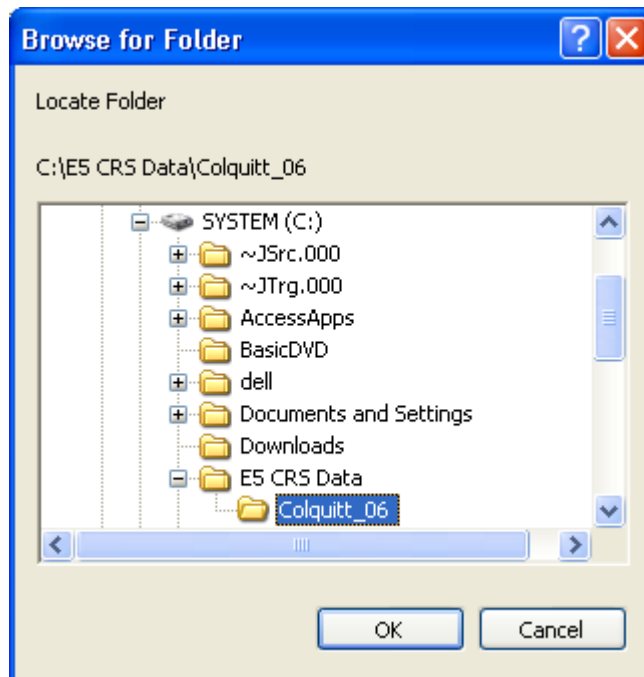 Browse for Folder
Locate Folder
C:\E5 CRS Data\Colquitt_06
SYSTEM (C:)
~JSrc.000
~JTrg.000
AccessApps
BasicDVD
dell
Documents and Settings
Downloads
E5 CRS Data
Colquitt_06
OK Cancel